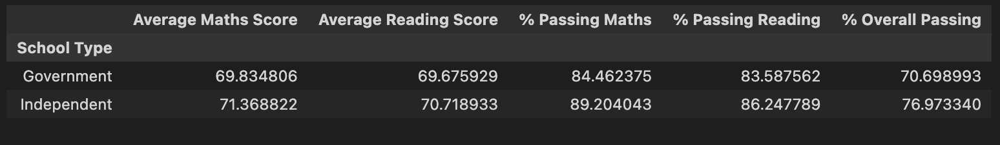 Average Maths Score Average Reading Score % Passing Maths % Passing Reading % Overall Passing
School Type
Government 69.834806 69.675929 84.462375 83.587562 70.698993
Independent 71.368822 70.718933 89.204043 86.247789 76.973340